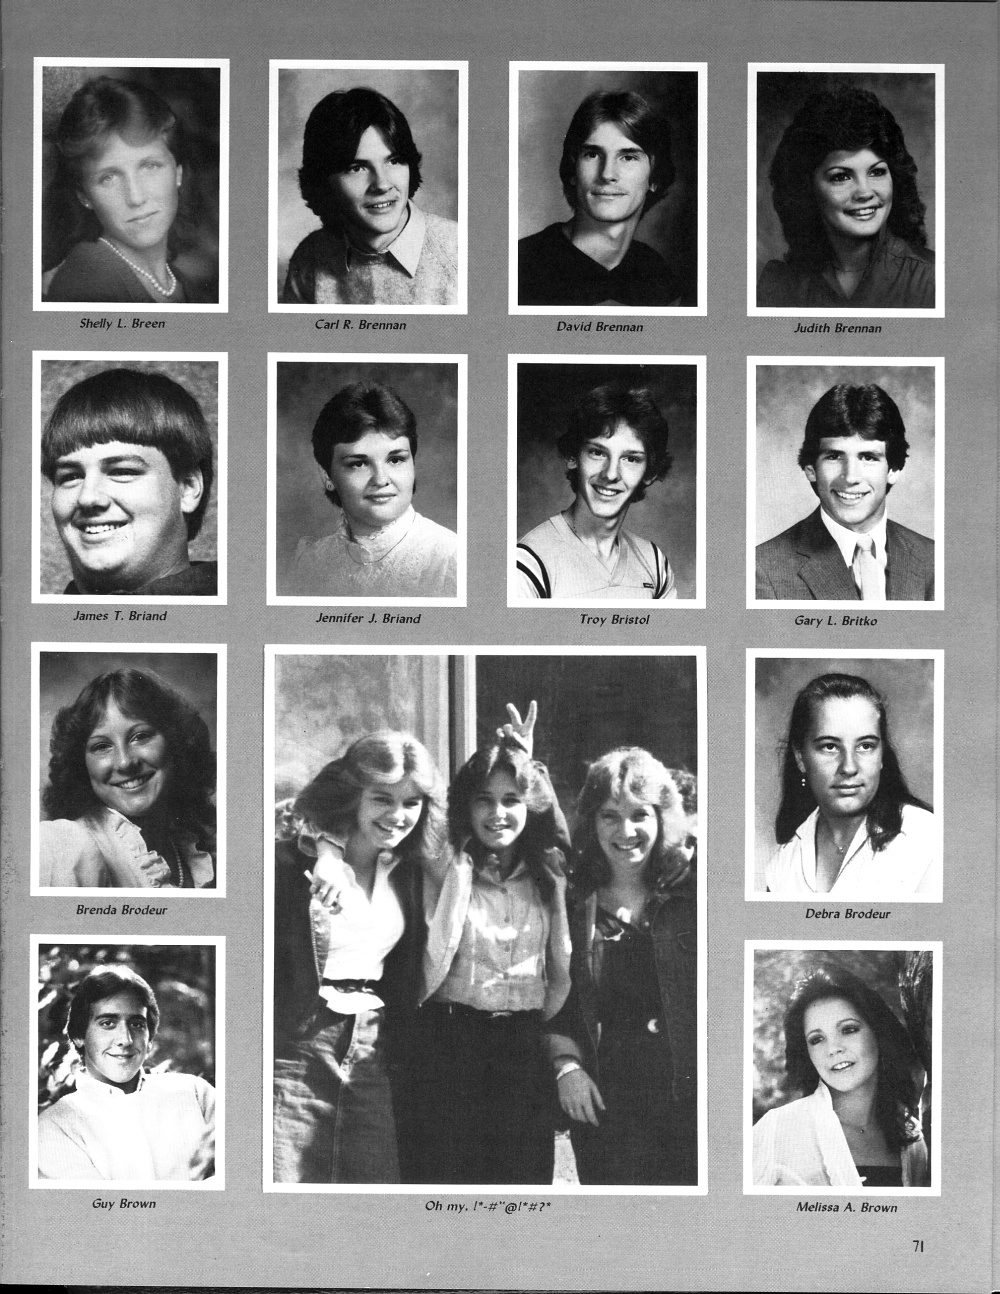 Shelly L. Breen
Carl R. Brennan
David Brennan
Judith Brennan
James T. Briand
Jennifer J. Briand
Troy Bristol
Gary L. Britko
Brenda Brodeur
Debra Brodeur
Guy Brown
Oh my. !*-#"@!*#?*
Melissa A. Brown
71